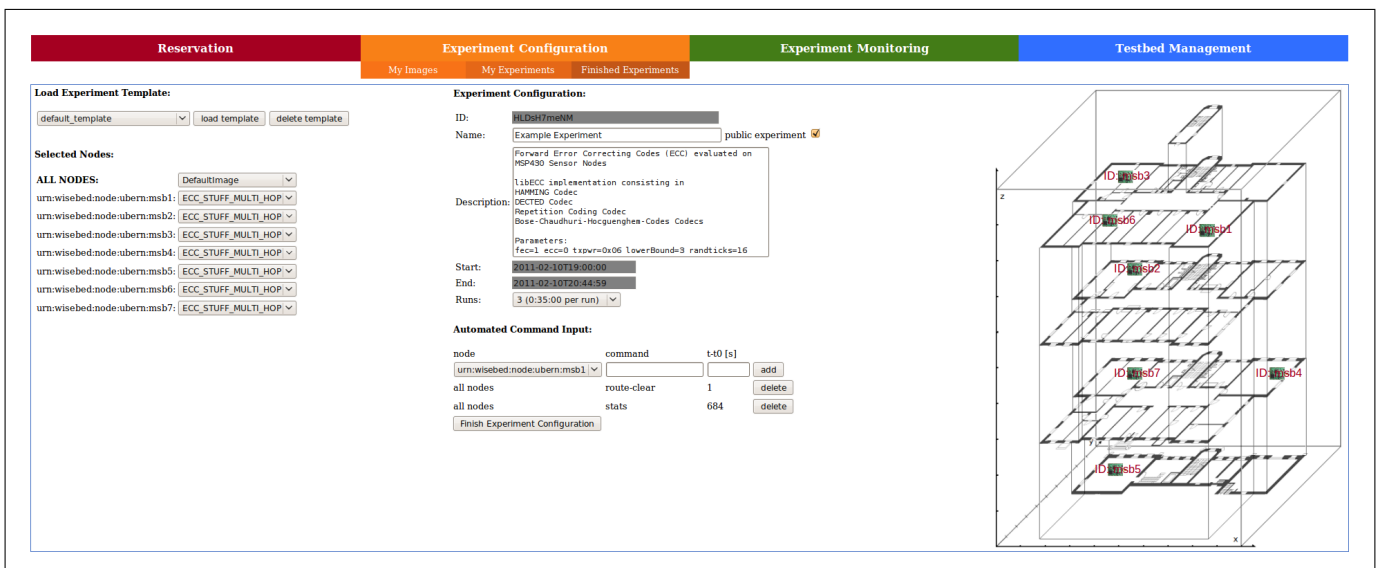 Reservation
Experiment Configuration
Experiment Monitoring
Testbed Management
My Images
My Experiments
Finished Experiments
Load Experiment Template:
default_template
load template
delete template
Selected Nodes:
ALL NODES: DefaultImage
urn:wisebed:node:ubern:msb1: ECC_STUFF_MULTI_HOP
urn:wisebed:node:ubern:msb2: ECC_STUFF_MULTI_HOP
urn:wisebed:node:ubern:msb3: ECC_STUFF_MULTI_HOP
urn:wisebed:node:ubern:msb4: ECC_STUFF_MULTI_HOP
urn:wisebed:node:ubern:msb5: ECC_STUFF_MULTI_HOP
urn:wisebed:node:ubern:msb6: ECC_STUFF_MULTI_HOP
urn:wisebed:node:ubern:msb7: ECC_STUFF_MULTI_HOP
Experiment Configuration:
ID: HLDsH7meNM
Name: Example Experiment public experiment
Description:
Forward Error Correcting Codes (ECC) evaluated on
MSP430 Sensor Nodes
libECC implementation consisting in
HAMMING Codec
DECTED Codec
Repetition Coding Codec
Bose-Chaudhuri-Hocguenghem-Codes Codecs
Parameters:
fec=1 ecc=0 txpwr=0x06 lowerBound=3 randticks=16
Start: 2011-02-10T19:00:00
End: 2011-02-10T20:44:59
Runs: 3 (0:35:00 per run)
Automated Command Input:
node command t-t0 [s]
urn:wisebed:node:ubern:msb1 add
all nodes route-clear 1 delete
all nodes stats 684 delete
Finish Experiment Configuration
z
ID: msb3
ID: msb6
ID: msb1
ID: msb2
ID: msb7
ID: msb4
y
ID: msb5
x